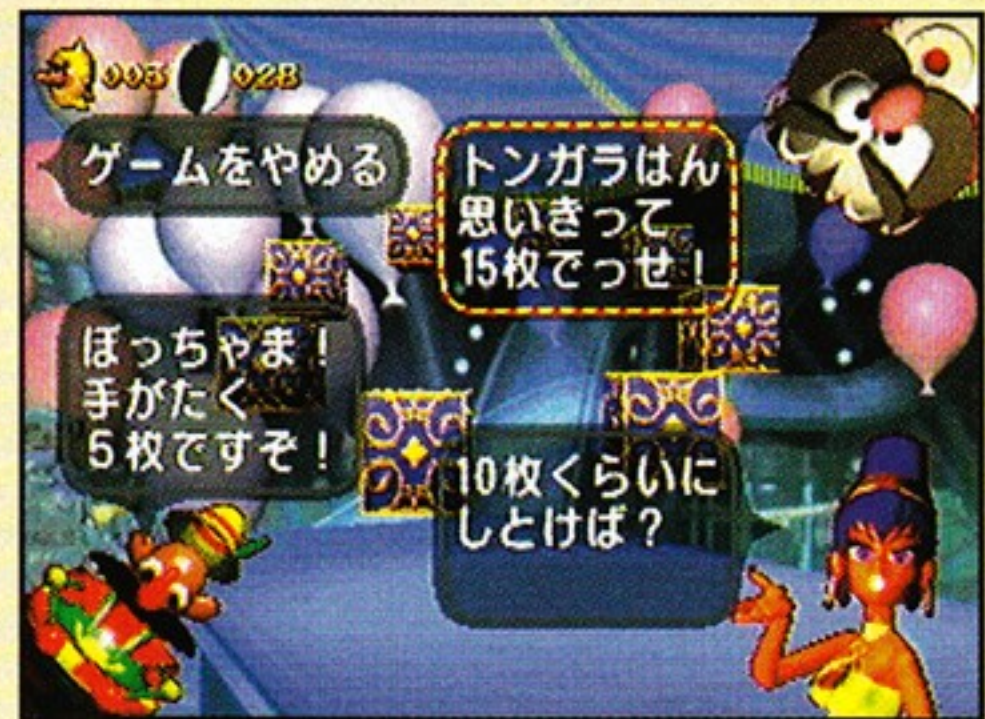 003 028
ゲームをやめる
トンガラはん
思いきって
15枚でっせ！
ぼっちゃま！
手がたく
5枚ですぞ！
10枚くらいに
しとけば？